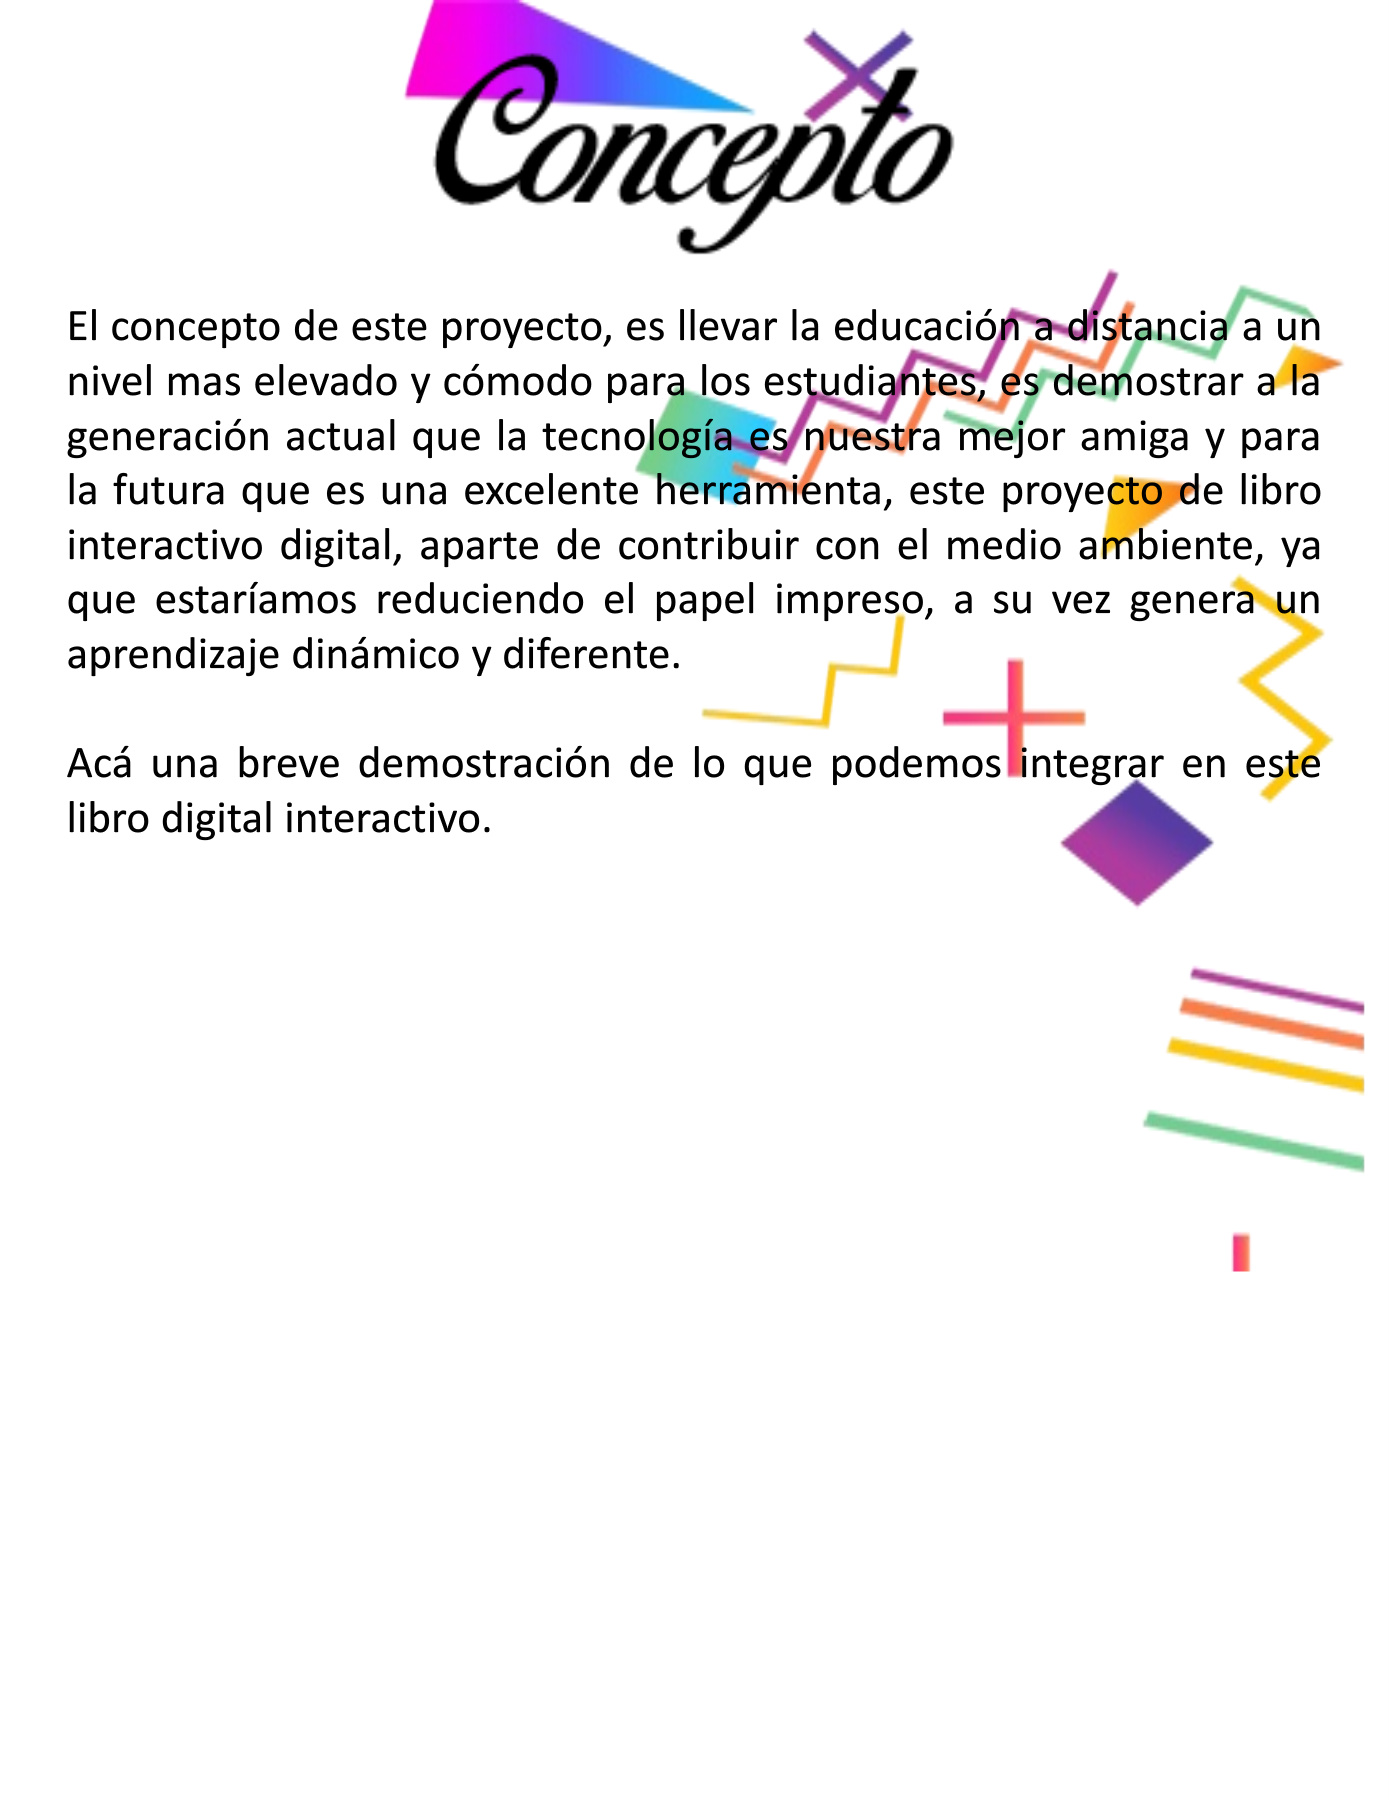 Concepto
El concepto de este proyecto, es llevar la educación a distancia a un
nivel mas elevado y cómodo para los estudiantes, es demostrar a la
generación actual que la tecnología es nuestra mejor amiga y para
la futura que es una excelente herramienta, este proyecto de libro
interactivo digital, aparte de contribuir con el medio ambiente, ya
que estaríamos reduciendo el papel impreso, a su vez genera un
aprendizaje dinámico y diferente.
Acá una breve demostración de lo que podemos integrar en este
libro digital interactivo.